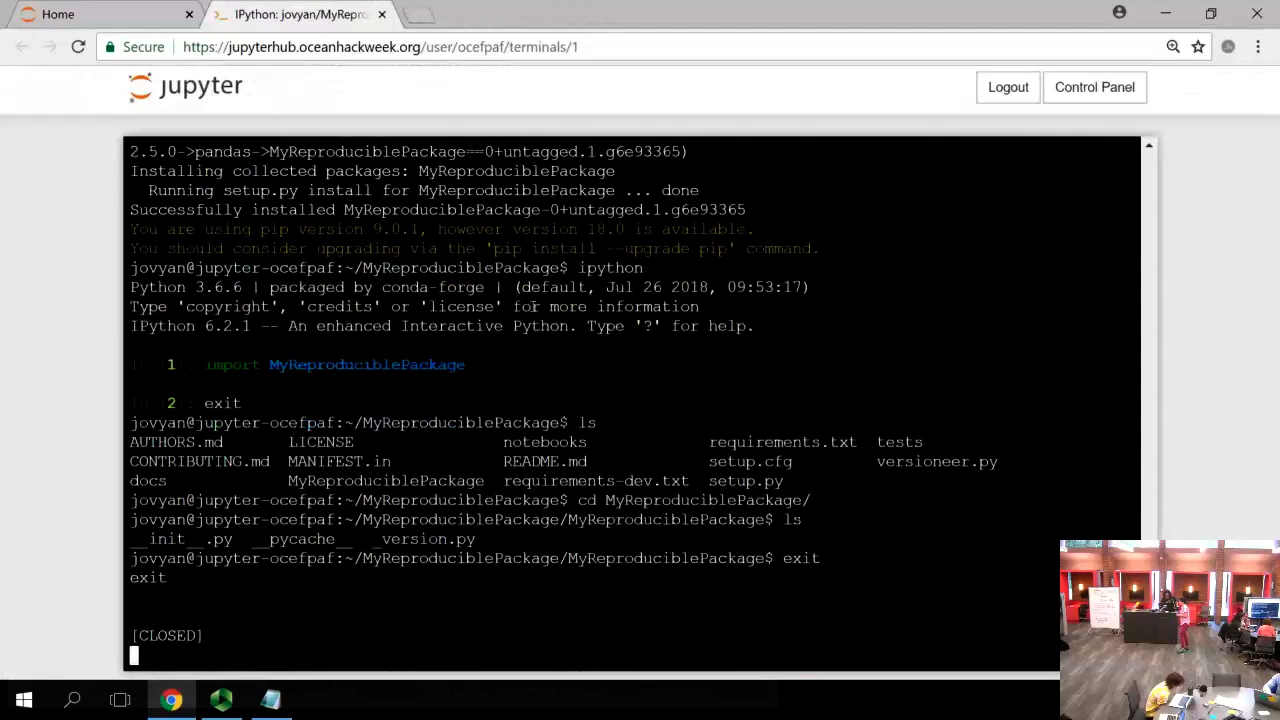 Home
IPython: jovyan/MyRepro
Secure https://jupyterhub.oceanhackweek.org/user/ocefpaf/terminals/1
jupyter
Logout
Control Panel
2.5.0->pandas->MyReproduciblePackage==0+untagged.1.g6e93365)
Installing collected packages: MyReproduciblePackage
Running setup.py install for MyReproduciblePackage ... done
Successfully installed MyReproduciblePackage-0+untagged.1.g6e93365
You are using pip version 9.0.1, however version 18.0 is available.
You should consider upgrading via the 'pip install --upgrade pip' command.
jovyan@jupyter-ocefpaf:~/MyReproduciblePackage$ ipython
Python 3.6.6 | packaged by conda-forge | (default, Jul 26 2018, 09:53:17)
Type 'copyright', 'credits' or 'license' for more information
IPython 6.2.1 -- An enhanced Interactive Python. Type '?' for help.
In [1]: import MyReproduciblePackage
In [2]: exit
jovyan@jupyter-ocefpaf:~/MyReproduciblePackage$ ls
AUTHORS.md LICENSE notebooks requirements.txt tests
CONTRIBUTING.md MANIFEST.in README.md setup.cfg versioneer.py
docs MyReproduciblePackage requirements-dev.txt setup.py
jovyan@jupyter-ocefpaf:~/MyReproduciblePackage$ cd MyReproduciblePackage/
jovyan@jupyter-ocefpaf:~/MyReproduciblePackage/MyReproduciblePackage$ ls
__init__.py __pycache__ _version.py
jovyan@jupyter-ocefpaf:~/MyReproduciblePackage/MyReproduciblePackage$ exit
exit
[CLOSED]